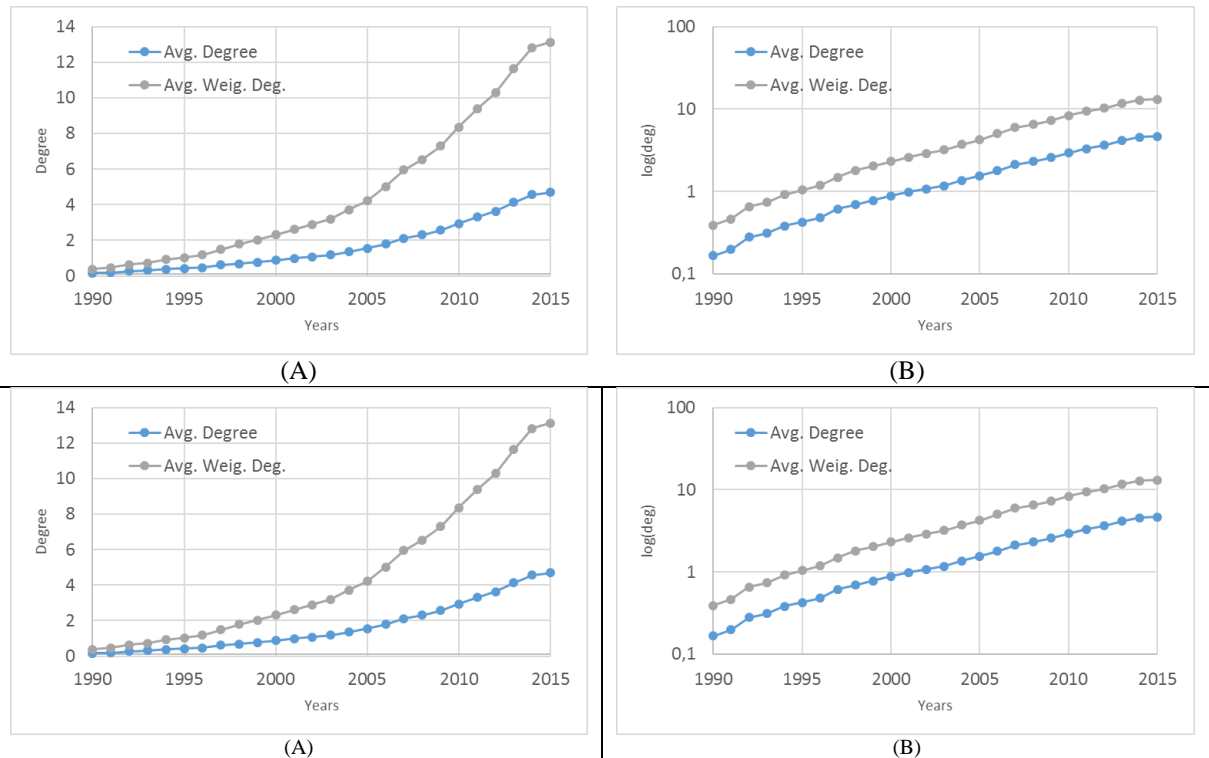 14
12
10
8
6
4
2
0
Degree
Avg. Degree
Avg. Weig. Deg.
1990 1995 2000 2005 2010 2015
Years
(A)
100
10
1
0,1
log(deg)
Avg. Degree
Avg. Weig. Deg.
1990 1995 2000 2005 2010 2015
Years
(B)
14
12
10
8
6
4
2
0
Degree
Avg. Degree
Avg. Weig. Deg.
1990 1995 2000 2005 2010 2015
Years
(A)
100
10
1
0,1
log(deg)
Avg. Degree
Avg. Weig. Deg.
1990 1995 2000 2005 2010 2015
Years
(B)